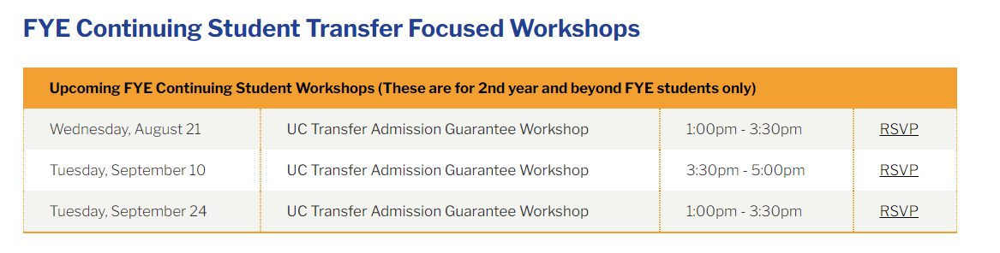 FYE Continuing Student Transfer Focused Workshops
Upcoming FYE Continuing Student Workshops (These are for 2nd year and beyond FYE students only)
Wednesday, August 21 UC Transfer Admission Guarantee Workshop 1:00pm - 3:30pm RSVP
Tuesday, September 10 UC Transfer Admission Guarantee Workshop 3:30pm - 5:00pm RSVP
Tuesday, September 24 UC Transfer Admission Guarantee Workshop 1:00pm - 3:30pm RSVP